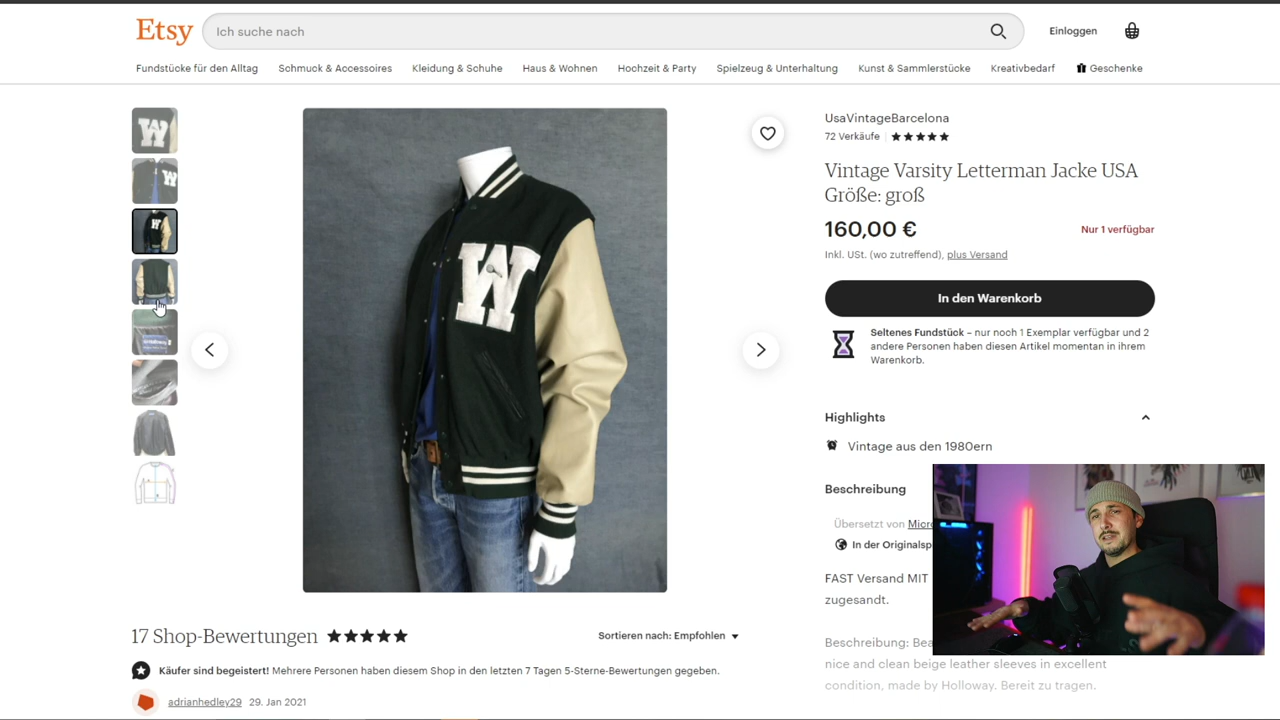 Etsy
Ich suche nach
Einloggen
Fundstücke für den Alltag
Schmuck & Accessoires
Kleidung & Schuhe
Haus & Wohnen
Hochzeit & Party
Spielzeug & Unterhaltung
Kunst & Sammlerstücke
Kreativbedarf
Geschenke
W
W
W
W
UsaVintageBarcelona
72 Verkäufe
Vintage Varsity Letterman Jacke USA
Größe: groß
160,00 €
Nur 1 verfügbar
Inkl. USt. (wo zutreffend), plus Versand
In den Warenkorb
Seltenes Fundstück – nur noch 1 Exemplar verfügbar und 2
andere Personen haben diesen Artikel momentan in ihrem
Warenkorb.
Highlights
Vintage aus den 1980ern
Beschreibung
Übersetzt von
In der Originalsp
FAST Versand MIT
zugesandt.
Beschreibung: Bea
nice and clean beige leather sleeves in excellent
condition, made by Holloway. Bereit zu tragen.
17 Shop-Bewertungen
Sortieren nach: Empfohlen
Käufer sind begeistert! Mehrere Personen haben diesem Shop in den letzten 7 Tagen 5-Sterne-Bewertungen gegeben.
adrianhedley29 29. Jan 2021